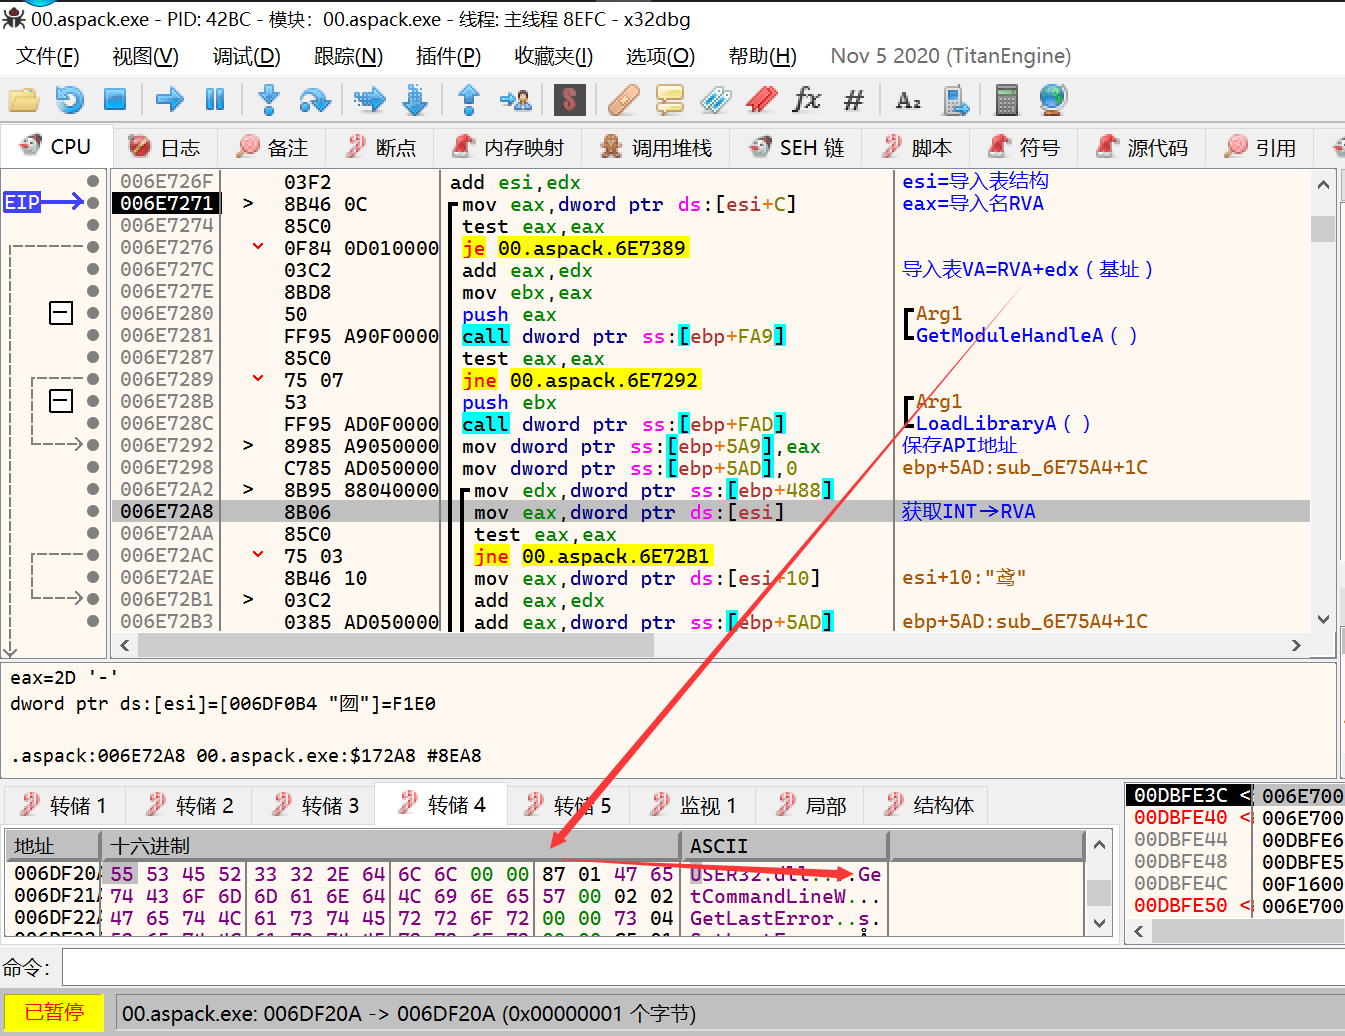 00.aspack.exe - PID: 42BC - 模块: 00.aspack.exe - 线程: 主线程 8EFC - x32dbg
文件(F) 视图(V) 调试(D) 跟踪(N) 插件(P) 收藏夹(I) 选项(O) 帮助(H) Nov 5 2020 (TitanEngine)
CPU 日志 备注 断点 内存映射 调用堆栈 SEH 链 脚本 符号 源代码 引用
006E726F 03F2 add esi,edx esi=导入表结构
EIP 006E7271 > 8B46 0C mov eax,dword ptr ds:[esi+C] eax=导入名RVA
006E7274 85C0 test eax,eax
006E7276 0F84 0D010000 je 00.aspack.6E7389
006E727C 03C2 add eax,edx 导入表VA=RVA+edx(基址)
006E727E 8BD8 mov ebx,eax
006E7280 50 push eax Arg1
006E7281 FF95 A90F0000 call dword ptr ss:[ebp+FA9] GetModuleHandleA()
006E7287 85C0 test eax,eax
006E7289 75 07 jne 00.aspack.6E7292
006E728B 53 push ebx Arg1
006E728C FF95 AD0F0000 call dword ptr ss:[ebp+FAD] LoadLibraryA()
006E7292 > 8985 A9050000 mov dword ptr ss:[ebp+5A9],eax 保存API地址
006E7298 C785 AD050000 mov dword ptr ss:[ebp+5AD],0 ebp+5AD:sub_6E75A4+1C
006E72A2 > 8B95 88040000 mov edx,dword ptr ss:[ebp+488]
006E72A8 8B06 mov eax,dword ptr ds:[esi] 获取INT->RVA
006E72AA 85C0 test eax,eax
006E72AC 75 03 jne 00.aspack.6E72B1
006E72AE 8B46 10 mov eax,dword ptr ds:[esi+10] esi+10:"鸢"
006E72B1 > 03C2 add eax,edx
006E72B3 0385 AD050000 add eax,dword ptr ss:[ebp+5AD] ebp+5AD:sub_6E75A4+1C
eax=2D '-'
dword ptr ds:[esi]=[006DF0B4 "囫"]=F1E0
.aspack:006E72A8 00.aspack.exe:$172A8 #8EA8
转储 1 转储 2 转储 3 转储 4 转储 5 监视 1 局部 结构体
地址 十六进制 ASCII
006DF20A 55 53 45 52 33 32 2E 64 6C 6C 00 00 87 01 47 65 USER32.dll....Ge
006DF21A 74 43 6F 6D 6D 61 6E 64 4C 69 6E 65 57 00 02 02 tCommandLineW...
006DF22A 47 65 74 4C 61 73 74 45 72 72 6F 72 00 00 73 04 GetLastError..s.
00DBFE3C < 006E700
00DBFE40 < 006E700
00DBFE44 00DBFE6
00DBFE48 00DBFE5
00DBFE4C 00F1600
00DBFE50 < 006E700
命令:
已暂停 00.aspack.exe: 006DF20A -> 006DF20A (0x00000001 个字节)